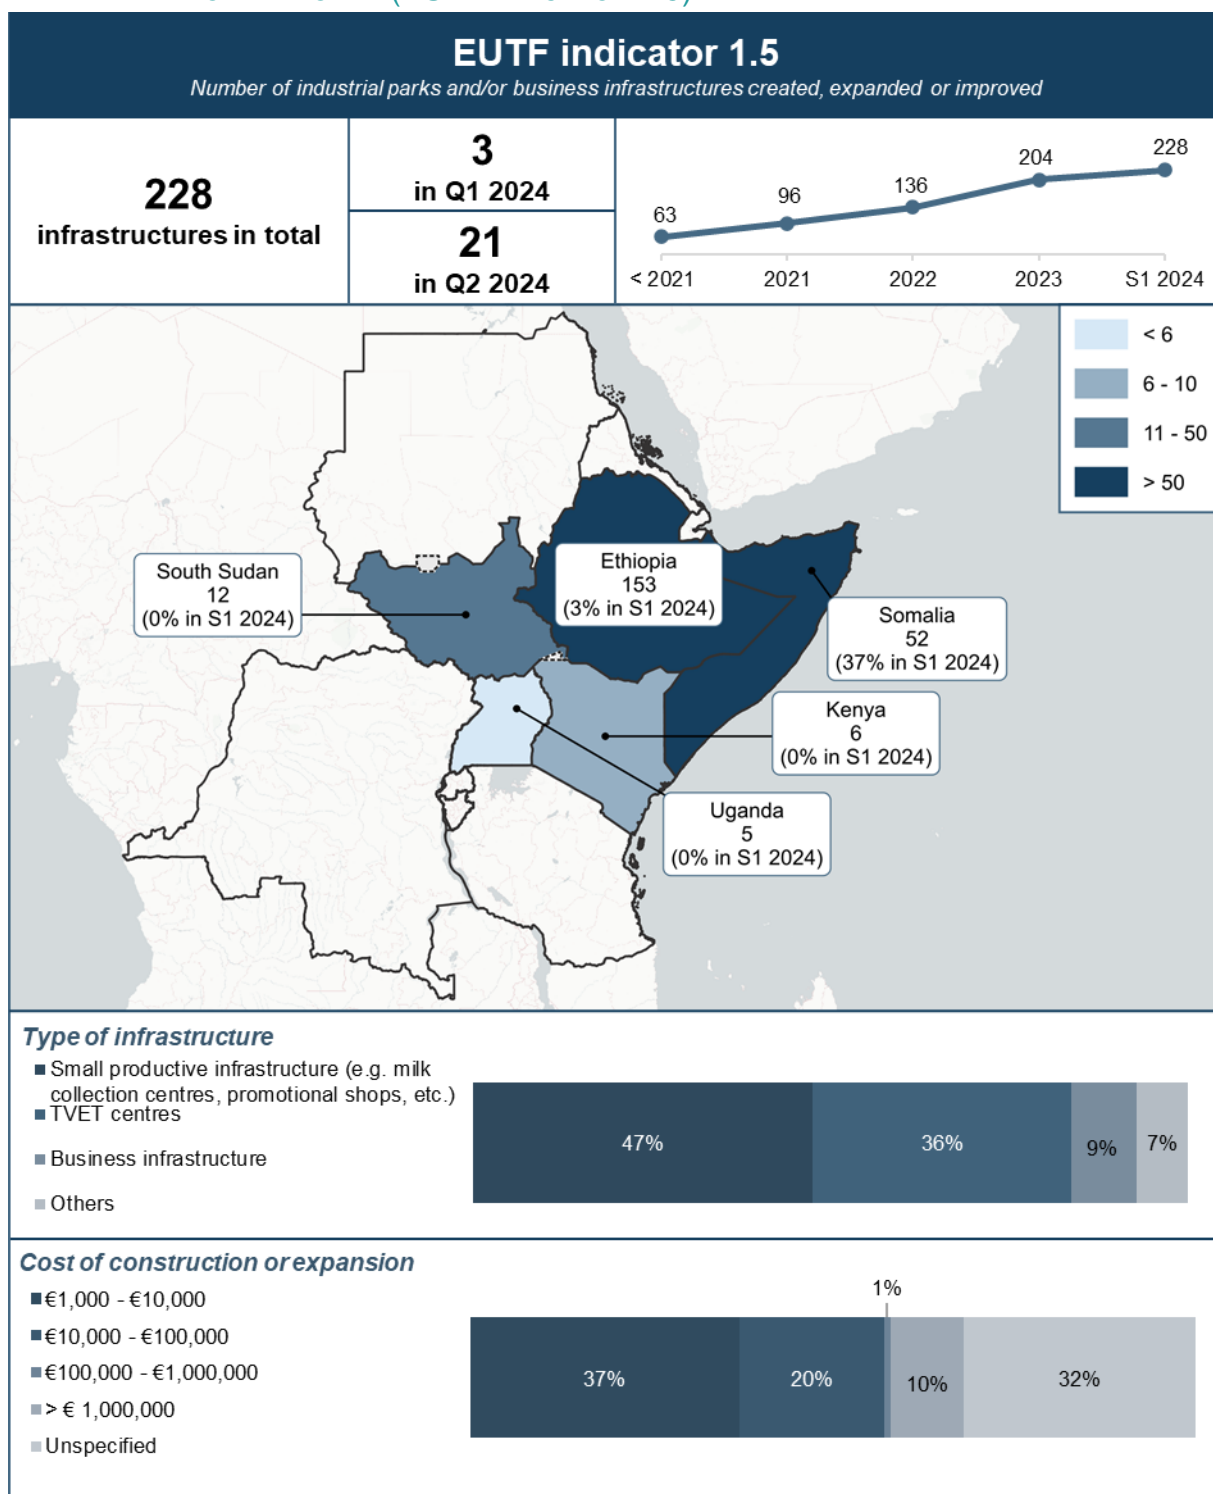 EUTF indicator 1.5
Number of industrial parks and/or business infrastructures created, expanded or improved
228
infrastructures in total
3
in Q1 2024
21
in Q2 2024
63
96
136
204
228
< 2021
2021
2022
2023
S1 2024
< 6
6 - 10
11 - 50
> 50
South Sudan
12
(0% in S1 2024)
Ethiopia
153
(3% in S1 2024)
Somalia
52
(37% in S1 2024)
Kenya
6
(0% in S1 2024)
Uganda
5
(0% in S1 2024)
Type of infrastructure
Small productive infrastructure (e.g. milk
collection centres, promotional shops, etc.)
TVET centres
Business infrastructure
Others
47%
36%
9%
7%
Cost of construction or expansion
€1,000 - €10,000
€10,000 - €100,000
€100,000 - €1,000,000
> € 1,000,000
Unspecified
1%
37%
20%
10%
32%